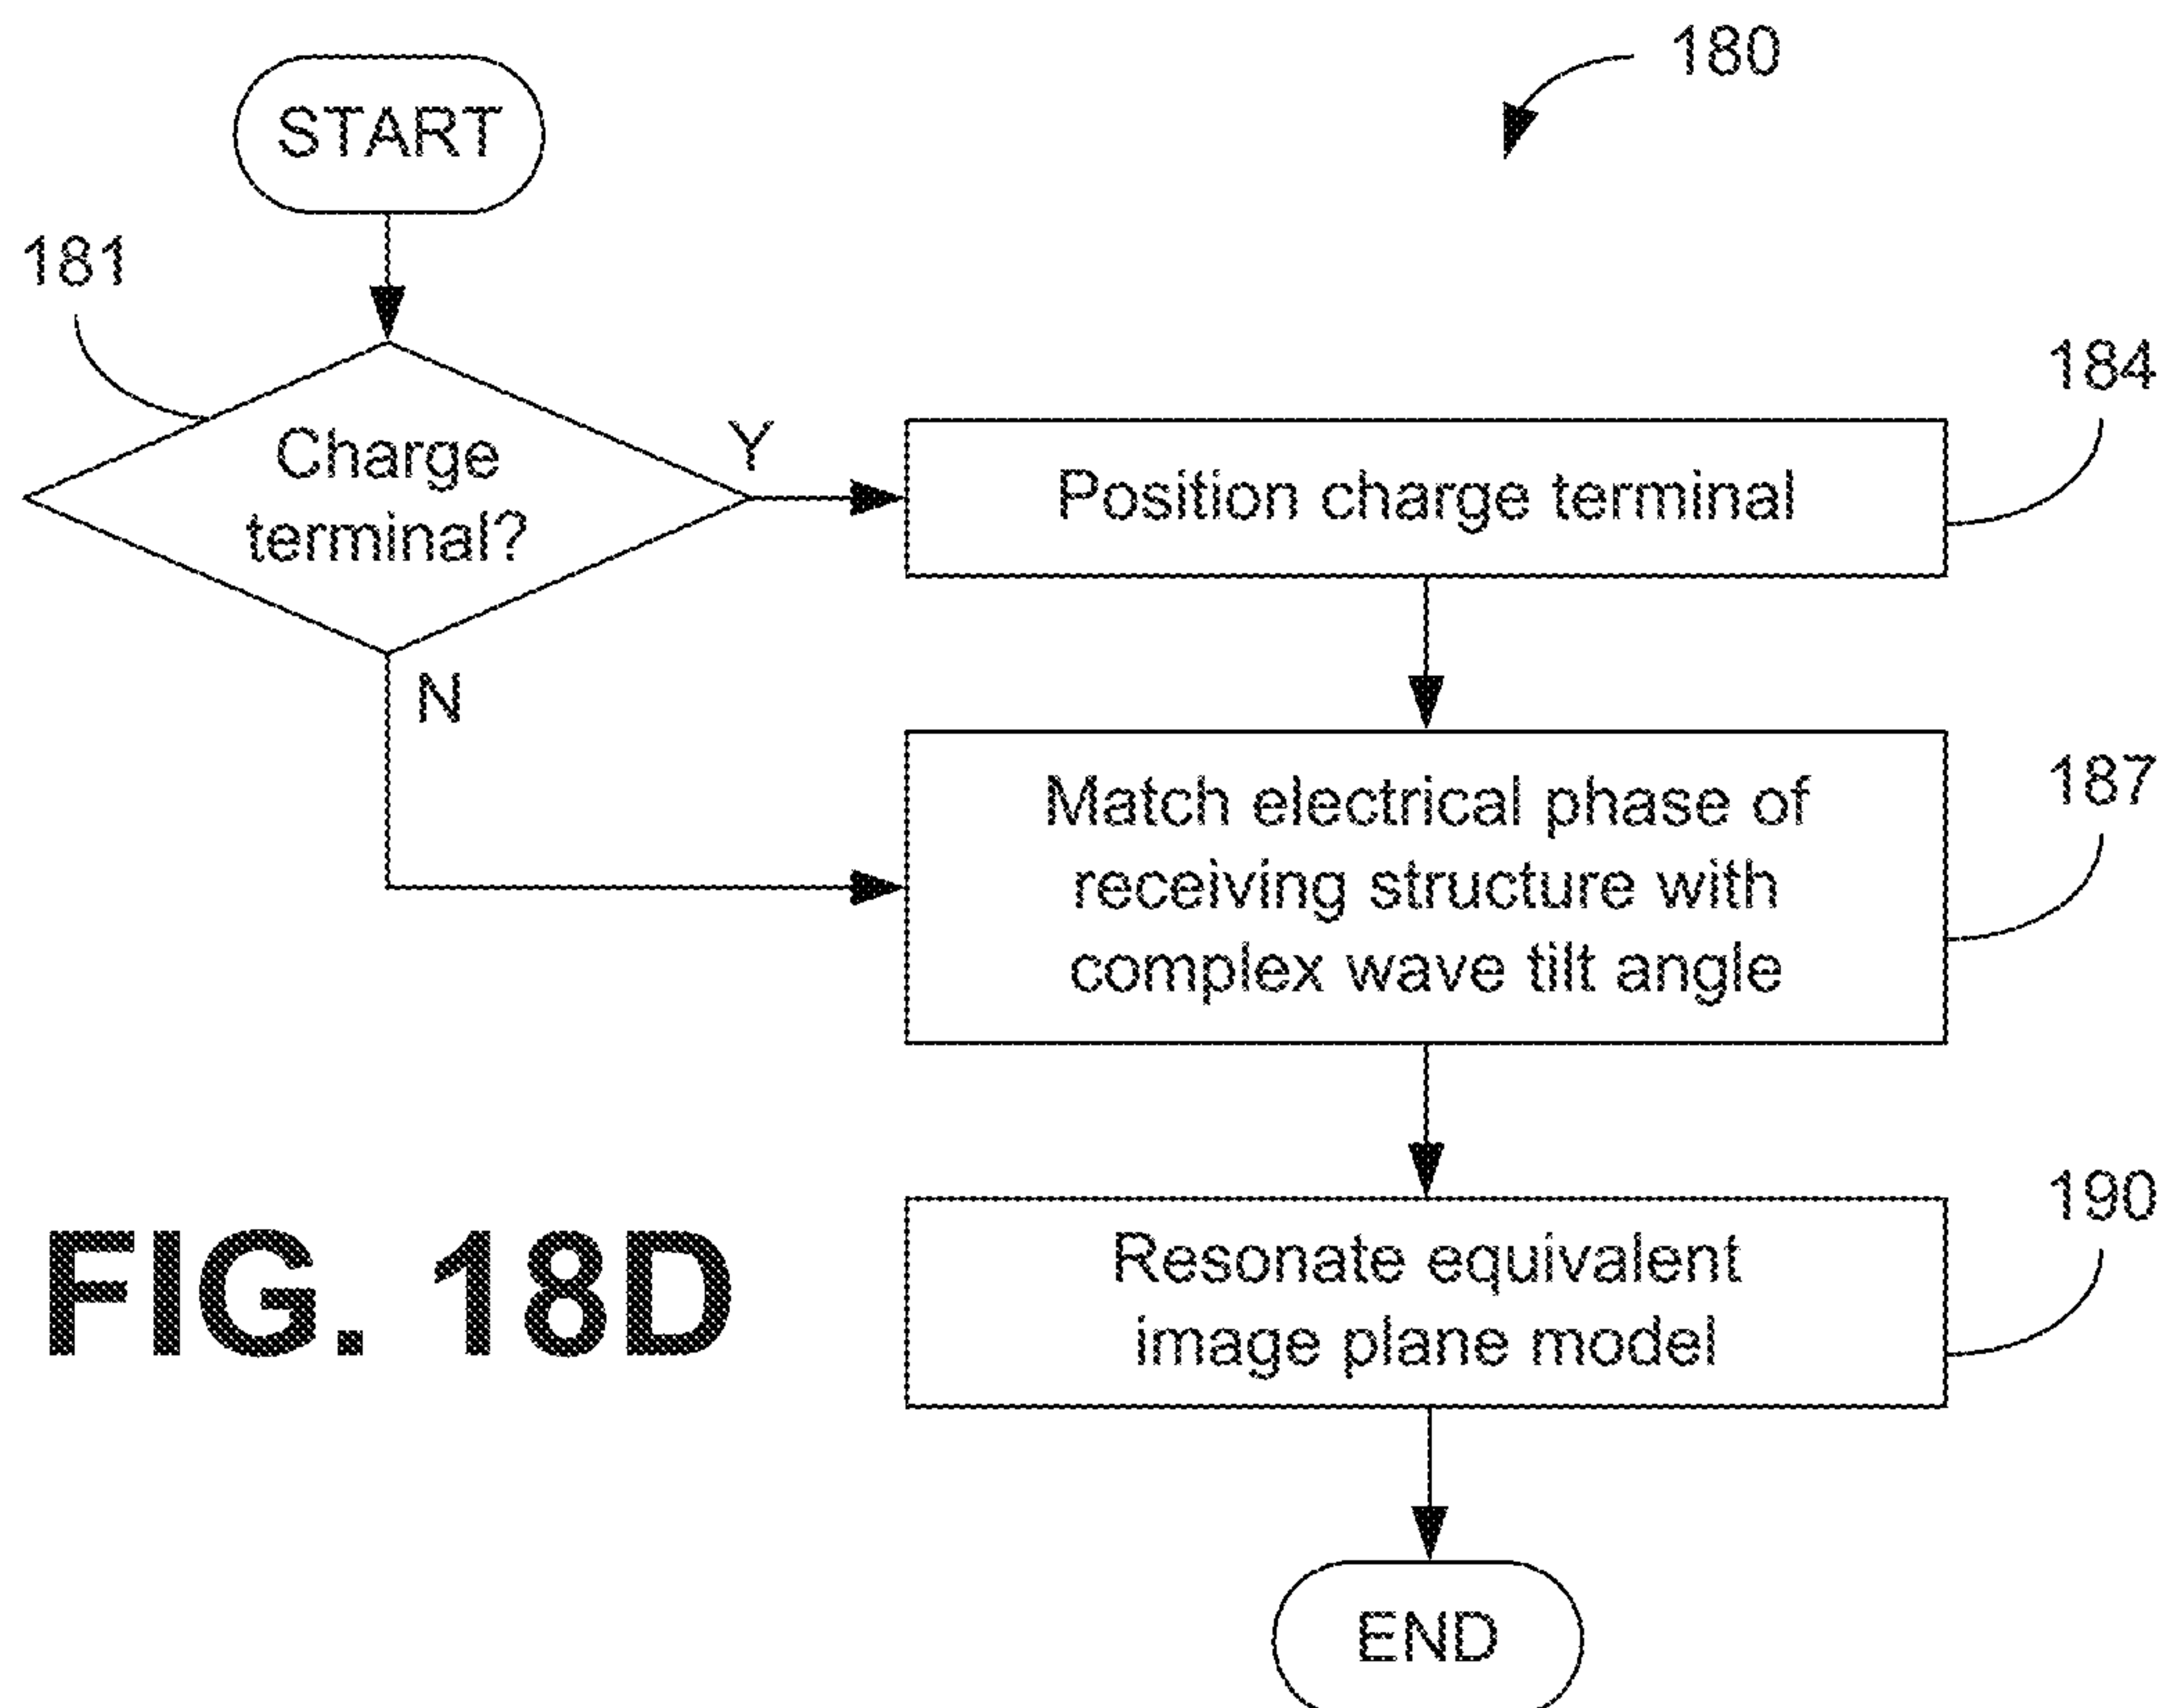 START
180
181
Charge
terminal?
Y
N
Position charge terminal
184
Match electrical phase of
receiving structure with
complex wave tilt angle
187
Resonate equivalent
image plane model
190
END
FIG. 18D